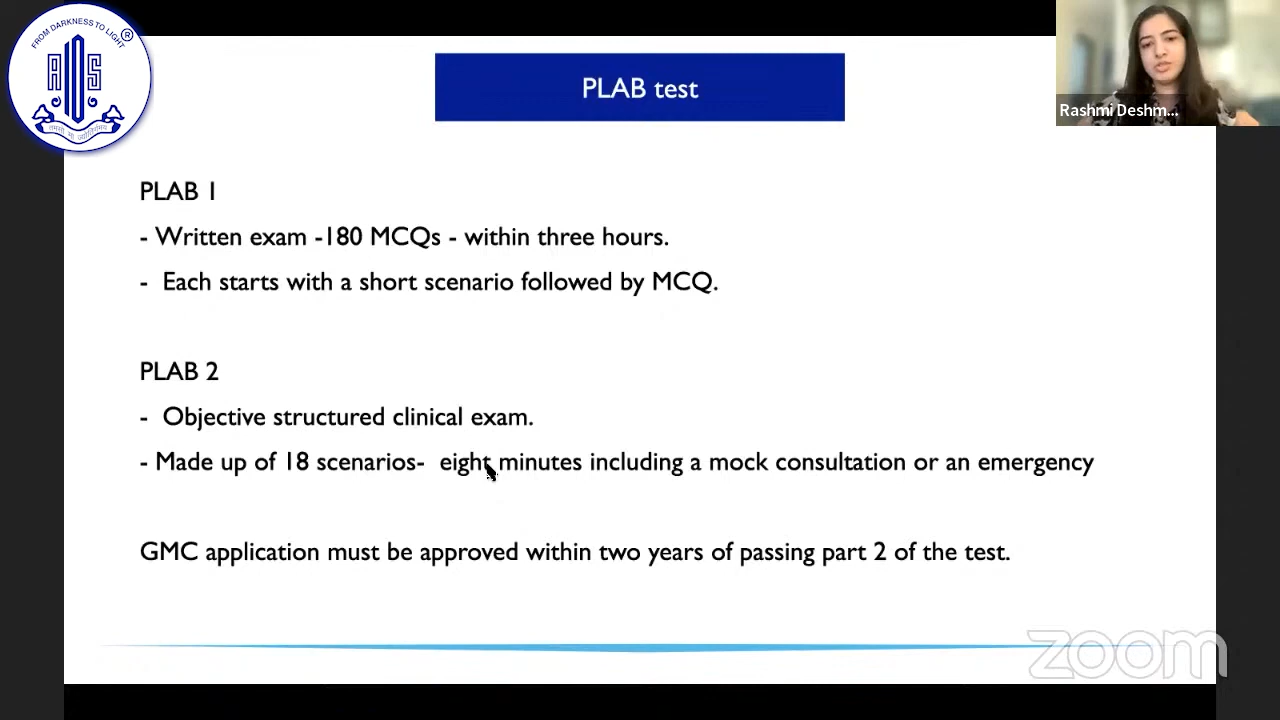 FROM DARKNESS TO LIGHT
®
AIOS
तमसो मा ज्योतिर्गमय
PLAB test
Rashmi Deshm...
PLAB 1
- Written exam -180 MCQs - within three hours.
- Each starts with a short scenario followed by MCQ.
PLAB 2
- Objective structured clinical exam.
- Made up of 18 scenarios- eight minutes including a mock consultation or an emergency
GMC application must be approved within two years of passing part 2 of the test.
zoom